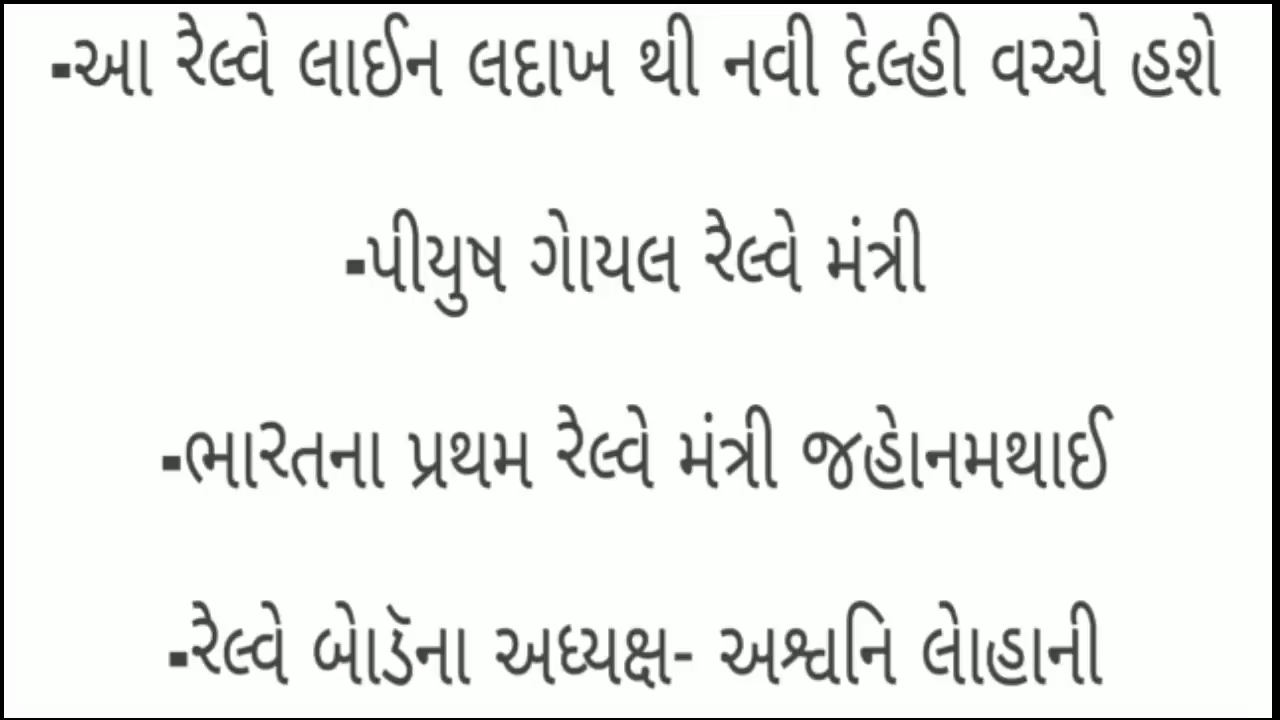 -આ રેલ્વે લાઈન લદાખ થી નવી દેલ્હી વચ્ચે હશે
-પીયુષ ગોયલ રેલ્વે મંત્રી
-ભારતના પ્રથમ રેલ્વે મંત્રી જહોનમથાઈ
-રેલ્વે બોર્ડના અધ્યક્ષ- અશ્વનિ લોહાની